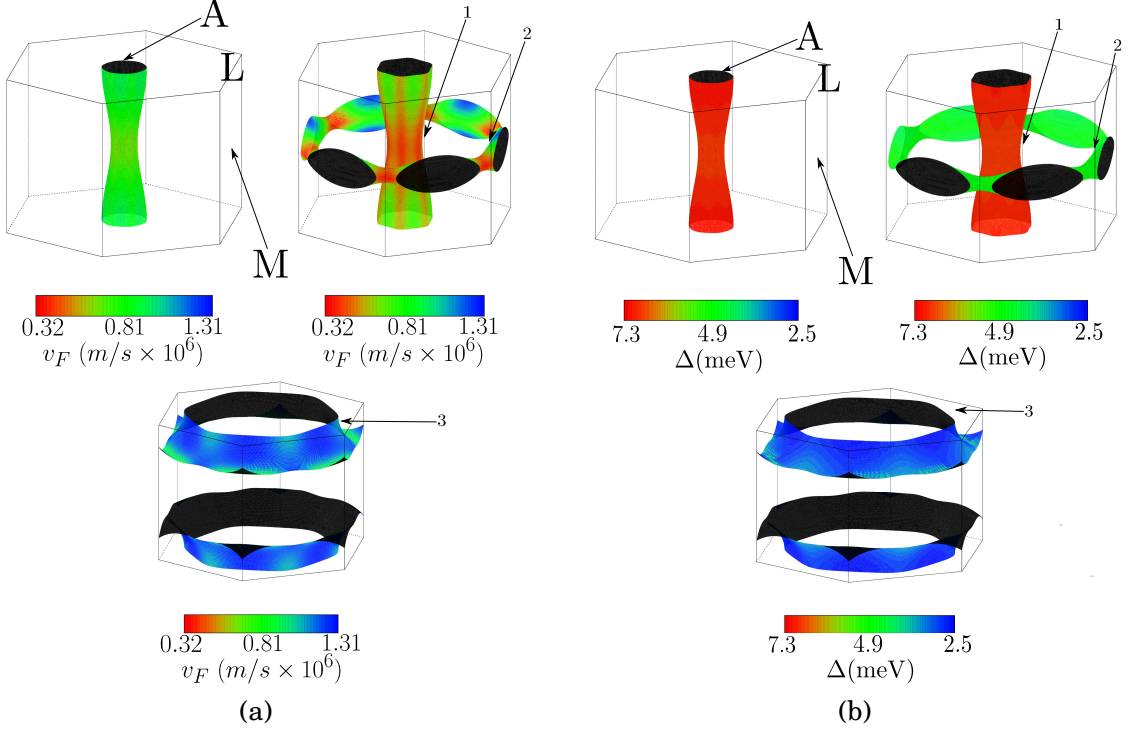 A
L
M
1
2
0.32 0.81 1.31
v_F (m/s × 10^6)
0.32 0.81 1.31
v_F (m/s × 10^6)
3
0.32 0.81 1.31
v_F (m/s × 10^6)
(a)
A
L
M
1
2
7.3 4.9 2.5
Δ(meV)
7.3 4.9 2.5
Δ(meV)
3
7.3 4.9 2.5
Δ(meV)
(b)